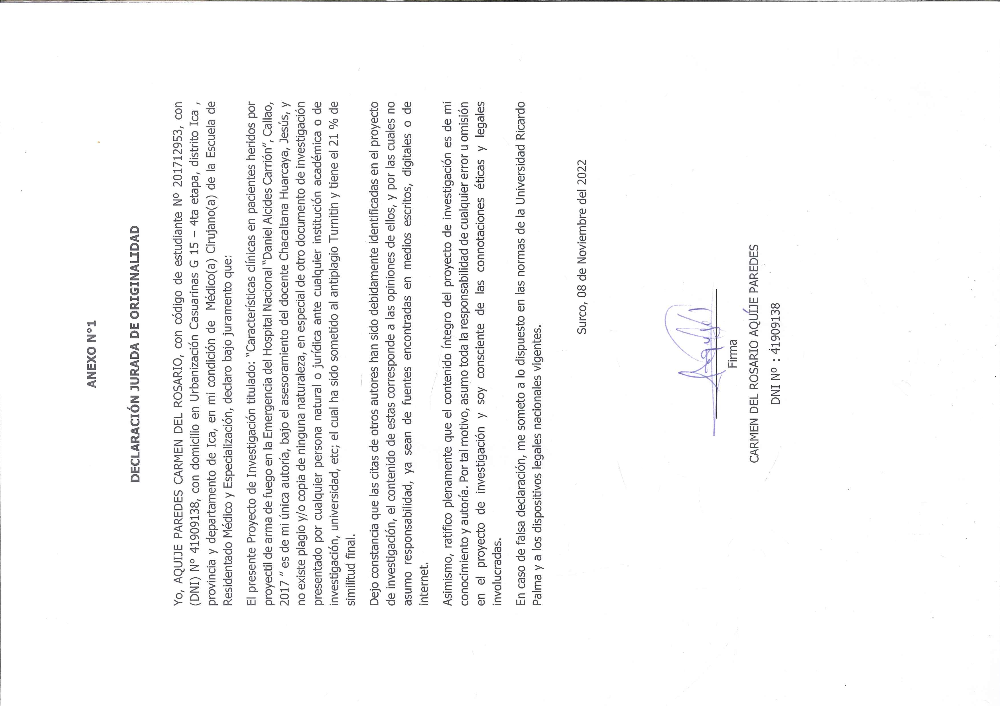 ANEXO N°1
DECLARACIÓN JURADA DE ORIGINALIDAD
Yo, AQUIJE PAREDES CARMEN DEL ROSARIO, con código de estudiante Nº 201712953, con
(DNI) N° 41909138, con domicilio en Urbanización Casuarinas G 15 – 4ta etapa, distrito Ica ,
provincia y departamento de Ica, en mi condición de Médico(a) Cirujano(a) de la Escuela de
Residentado Médico y Especialización, declaro bajo juramento que:
El presente Proyecto de Investigación titulado: “Características clínicas en pacientes heridos por
proyectil de arma de fuego en la Emergencia del Hospital Nacional “Daniel Alcides Carrión”, Callao,
2017 ” es de mi única autoría, bajo el asesoramiento del docente Chacaltana Huarcaya, Jesús, y
no existe plagio y/o copia de ninguna naturaleza, en especial de otro documento de investigación
presentado por cualquier persona natural o jurídica ante cualquier institución académica o de
investigación, universidad, etc; el cual ha sido sometido al antiplagio Turnitin y tiene el 21 % de
similitud final.
Dejo constancia que las citas de otros autores han sido debidamente identificadas en el proyecto
de investigación, el contenido de estas corresponde a las opiniones de ellos, y por las cuales no
asumo responsabilidad, ya sean de fuentes encontradas en medios escritos, digitales o de
internet.
Asimismo, ratifico plenamente que el contenido íntegro del proyecto de investigación es de mi
conocimiento y autoría. Por tal motivo, asumo toda la responsabilidad de cualquier error u omisión
en el proyecto de investigación y soy consciente de las connotaciones éticas y legales
involucradas.
En caso de falsa declaración, me someto a lo dispuesto en las normas de la Universidad Ricardo
Palma y a los dispositivos legales nacionales vigentes.
Surco, 08 de Noviembre del 2022
Firma
CARMEN DEL ROSARIO AQUÍJE PAREDES
DNI Nº : 41909138